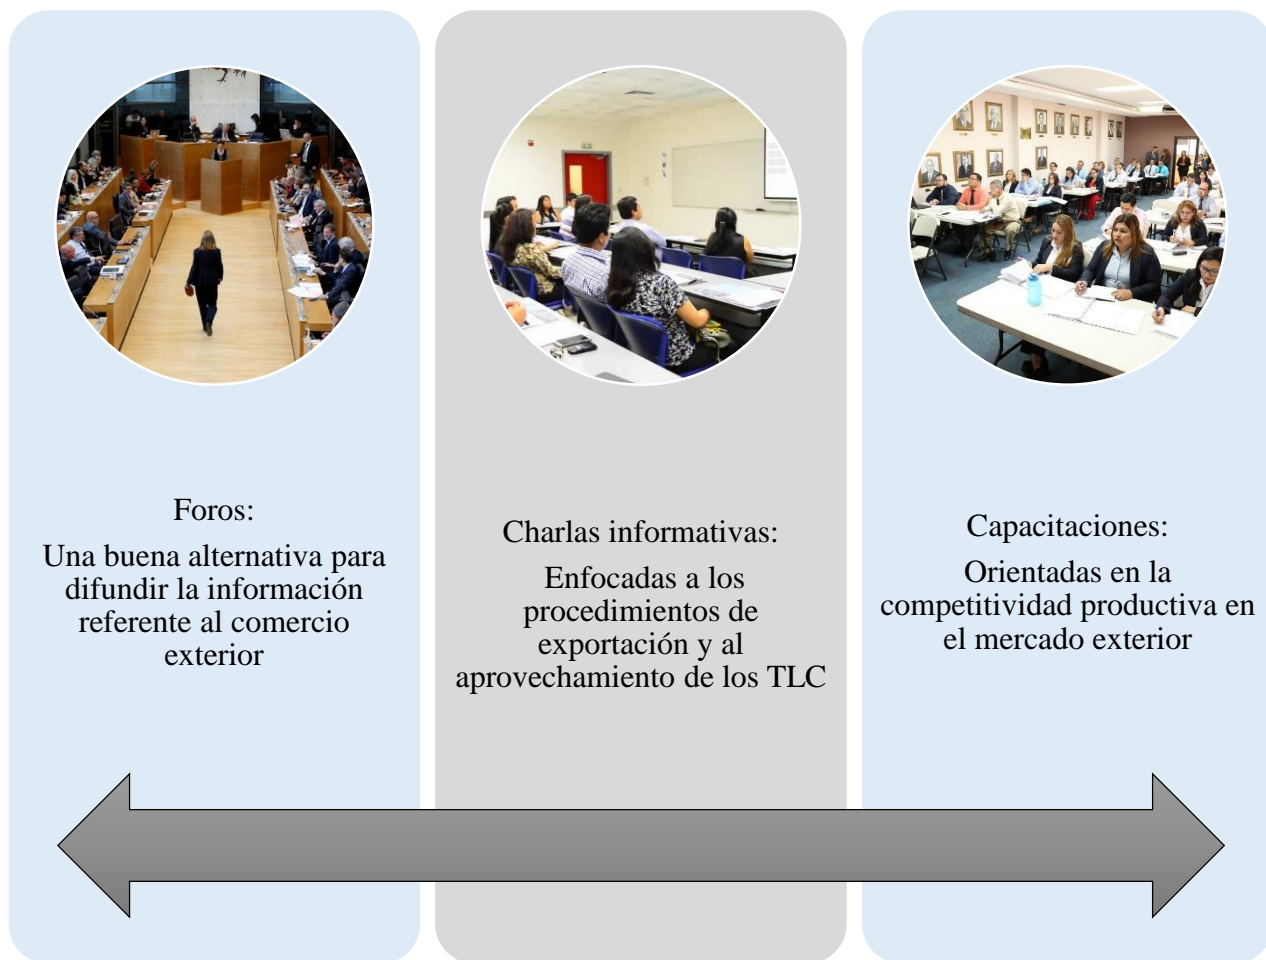 Foros:
Una buena alternativa para
difundir la información
referente al comercio
exterior
Charlas informativas:
Enfocadas a los
procedimientos de
exportación y al
aprovechamiento de los TLC
Capacitaciones:
Orientadas en la
competitividad productiva en
el mercado exterior